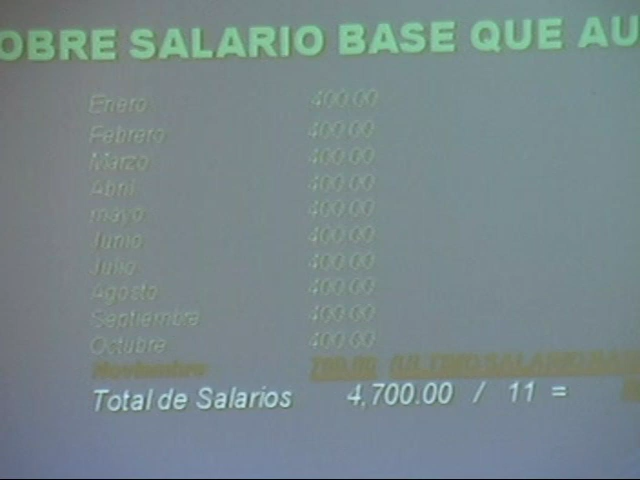 OBRE SALARIO BASE QUE AU
Enero 400.00
Febrero 400.00
Marzo 400.00
Abril 400.00
mayo 400.00
Junio 400.00
Julio 400.00
Agosto 400.00
Septiembre 400.00
Octubre 400.00
Noviembre 700.00 (ULTIMO SALARIO
Total de Salarios 4,700.00 / 11 =